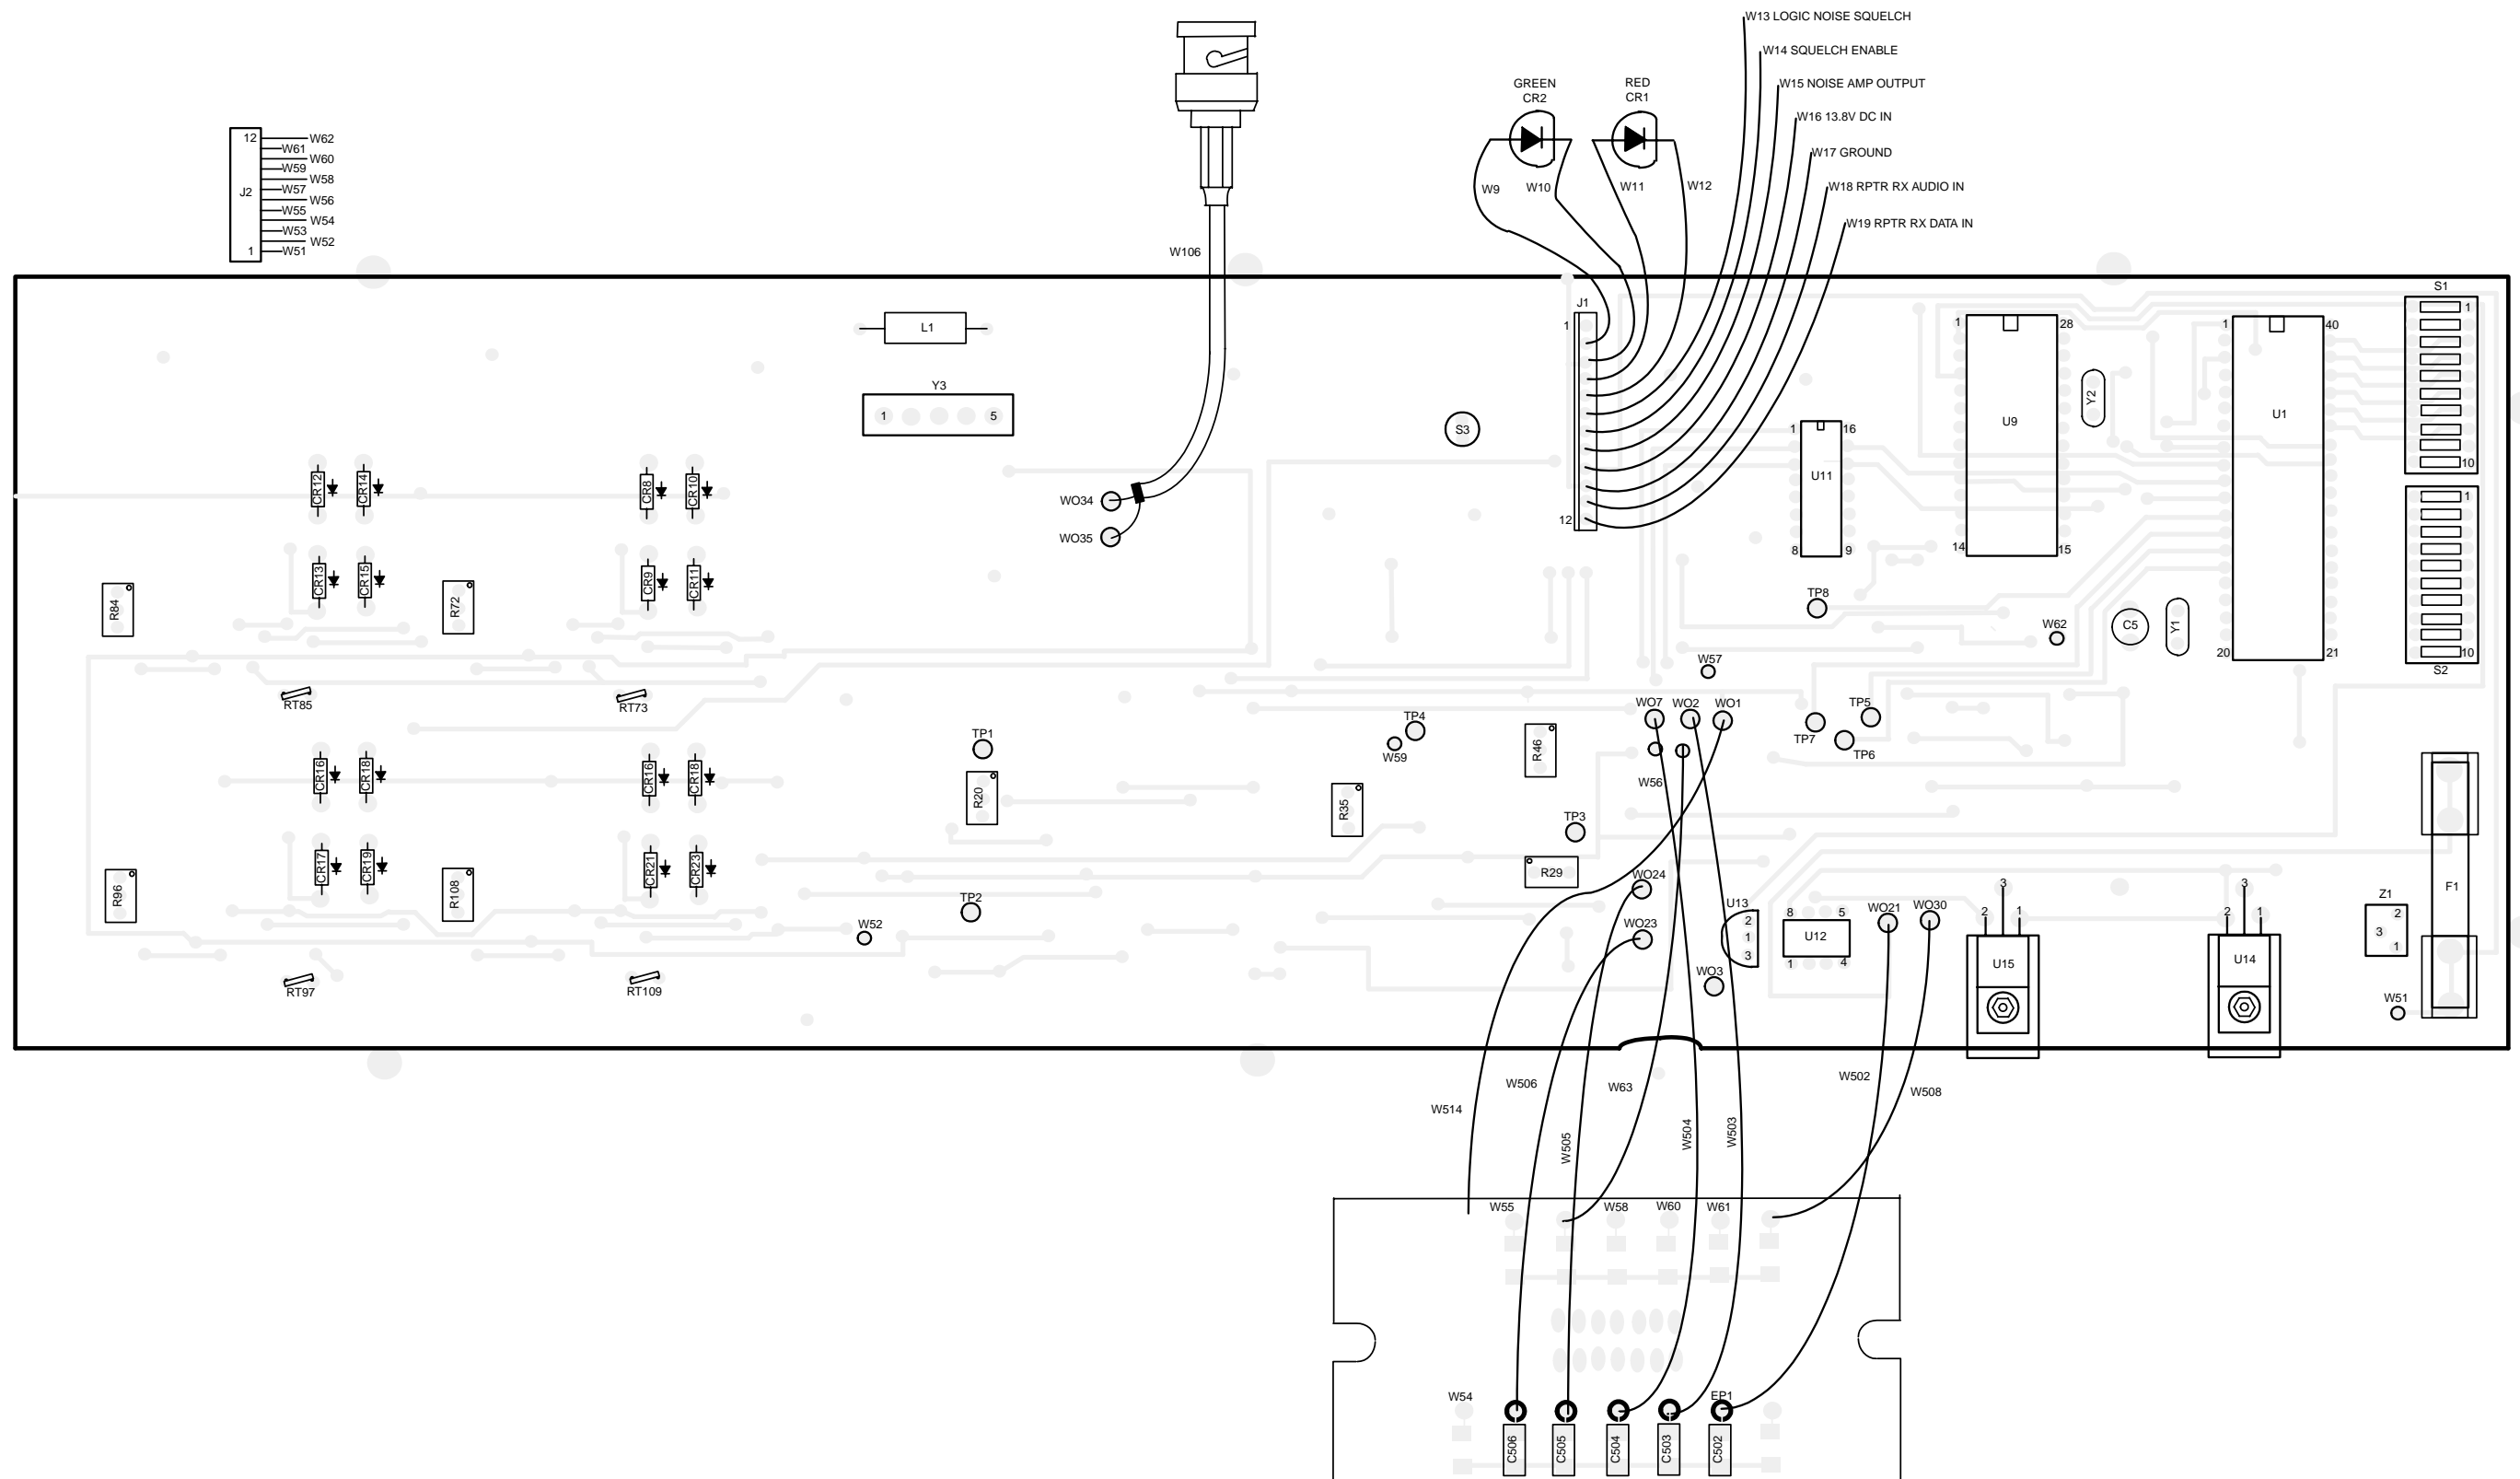 W13 LOGIC NOISE SQUELCH
W14 SQUELCH ENABLE
W15 NOISE AMP OUTPUT
W16 13.8V DC IN
W17 GROUND
W18 RPTR RX AUDIO IN
W19 RPTR RX DATA IN
GREEN
CR2
RED
CR1
W9
W10
W11
W12
12
J2
1
W62
W61
W60
W59
W58
W57
W56
W55
W54
W53
W52
W51
W106
L1
Y3
1
5
J1
1
12
S3
1
28
U9
14
15
Y2
1
40
U1
20
21
S1
1
10
1
10
S2
1
16
U11
8
9
WO34
WO35
CR12
CR14
CR8
CR10
CR13
CR15
CR9
CR11
R84
R72
TP8
W62
C5
Y1
W57
RT85
RT73
WO7
WO2
WO1
TP5
TP7
TP6
TP4
W59
TP1
R46
W56
CR16
CR18
CR16
CR18
R20
R35
TP3
R29
CR17
CR19
CR21
CR23
R96
R108
TP2
W52
WO24
WO23
WO3
U13
2
1
3
8
5
U12
1
4
WO21
WO30
3
2
1
U15
3
2
1
U14
Z1
2
3
1
F1
W51
RT97
RT109
W514
W506
W505
W63
W504
W503
W502
W508
W55
W58
W60
W61
W54
EP1
C506
C505
C504
C503
C502